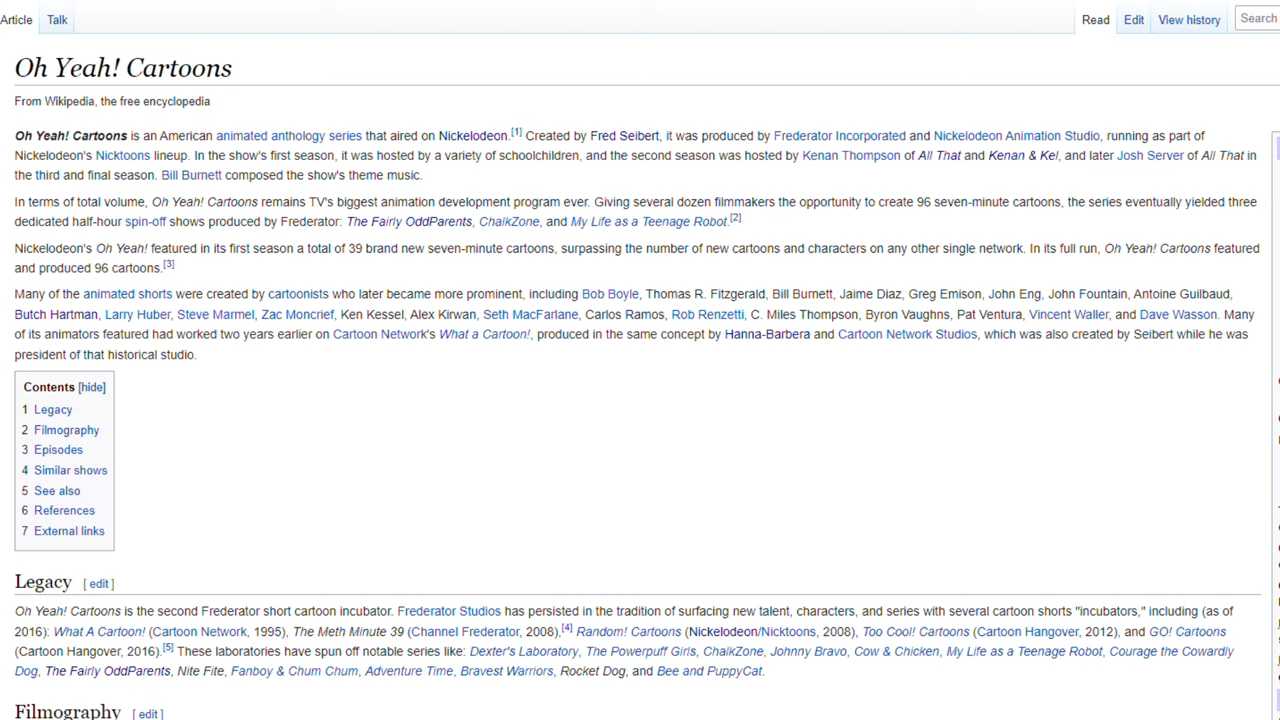 Article Talk Read Edit View history Search
Oh Yeah! Cartoons
From Wikipedia, the free encyclopedia
Oh Yeah! Cartoons is an American animated anthology series that aired on Nickelodeon.[1] Created by Fred Seibert, it was produced by Frederator Incorporated and Nickelodeon Animation Studio, running as part of
Nickelodeon's Nicktoons lineup. In the show's first season, it was hosted by a variety of schoolchildren, and the second season was hosted by Kenan Thompson of All That and Kenan & Kel, and later Josh Server of All That in
the third and final season. Bill Burnett composed the show's theme music.
In terms of total volume, Oh Yeah! Cartoons remains TV's biggest animation development program ever. Giving several dozen filmmakers the opportunity to create 96 seven-minute cartoons, the series eventually yielded three
dedicated half-hour spin-off shows produced by Frederator: The Fairly OddParents, ChalkZone, and My Life as a Teenage Robot.[2]
Nickelodeon's Oh Yeah! featured in its first season a total of 39 brand new seven-minute cartoons, surpassing the number of new cartoons and characters on any other single network. In its full run, Oh Yeah! Cartoons featured
and produced 96 cartoons.[3]
Many of the animated shorts were created by cartoonists who later became more prominent, including Bob Boyle, Thomas R. Fitzgerald, Bill Burnett, Jaime Diaz, Greg Emison, John Eng, John Fountain, Antoine Guilbaud,
Butch Hartman, Larry Huber, Steve Marmel, Zac Moncrief, Ken Kessel, Alex Kirwan, Seth MacFarlane, Carlos Ramos, Rob Renzetti, C. Miles Thompson, Byron Vaughns, Pat Ventura, Vincent Waller, and Dave Wasson. Many
of its animators featured had worked two years earlier on Cartoon Network's What a Cartoon!, produced in the same concept by Hanna-Barbera and Cartoon Network Studios, which was also created by Seibert while he was
president of that historical studio.
Contents [hide]
1 Legacy
2 Filmography
3 Episodes
4 Similar shows
5 See also
6 References
7 External links
Legacy [ edit ]
Oh Yeah! Cartoons is the second Frederator short cartoon incubator. Frederator Studios has persisted in the tradition of surfacing new talent, characters, and series with several cartoon shorts "incubators," including (as of
2016): What A Cartoon! (Cartoon Network, 1995), The Meth Minute 39 (Channel Frederator, 2008),[4] Random! Cartoons (Nickelodeon/Nicktoons, 2008), Too Cool! Cartoons (Cartoon Hangover, 2012), and GO! Cartoons
(Cartoon Hangover, 2016).[5] These laboratories have spun off notable series like: Dexter's Laboratory, The Powerpuff Girls, ChalkZone, Johnny Bravo, Cow & Chicken, My Life as a Teenage Robot, Courage the Cowardly
Dog, The Fairly OddParents, Nite Fite, Fanboy & Chum Chum, Adventure Time, Bravest Warriors, Rocket Dog, and Bee and PuppyCat.
Filmography [ edit ]